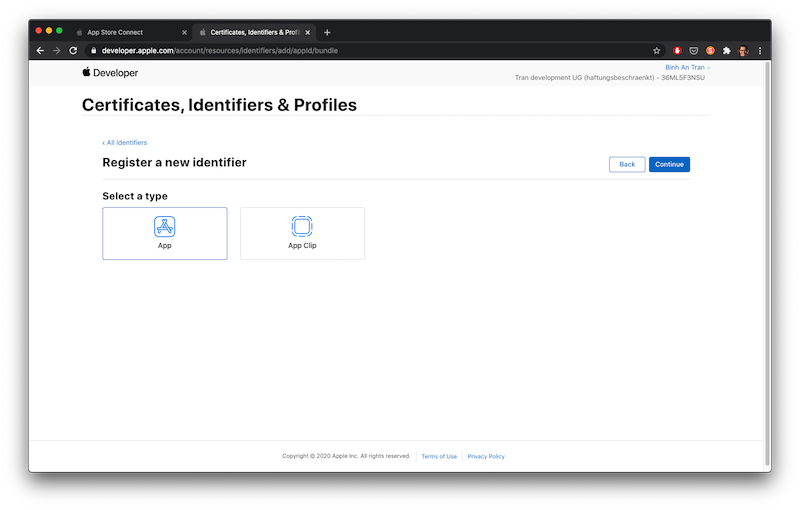 App Store Connect
Certificates, Identifiers & Profi
developer.apple.com/account/resources/identifiers/add/appId/bundle
Developer
Binh An Tran
Tran development UG (haftungsbeschraenkt) - 36ML5F3NSU
Certificates, Identifiers & Profiles
‹ All Identifiers
Register a new identifier
Back
Continue
Select a type
App
App Clip
Copyright © 2020 Apple Inc. All rights reserved.
Terms of Use
Privacy Policy